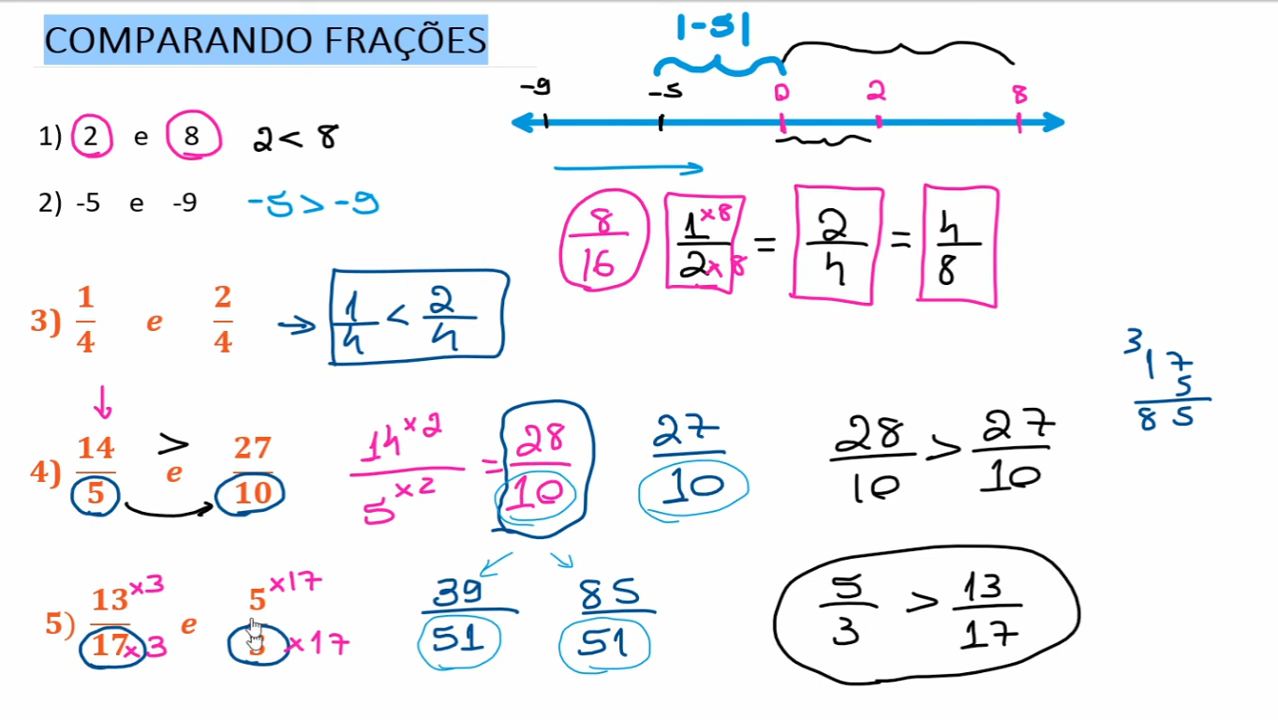 COMPARANDO FRAÇÕES
|-5|
-9 -5 0 2 8
1) 2 e 8 2 < 8
2) -5 e -9 -5 > -9
8/16 1×8/2×8 = 2/4 = 4/8
3) 1/4 e 2/4 → 1/4 < 2/4
3
17
5
85
4) 14/5 > e 27/10 14×2/5×2 = 28/10 27/10 28/10 > 27/10
5) 13×3/17×3 e 5×17/3×17 39/51 85/51 5/3 > 13/17